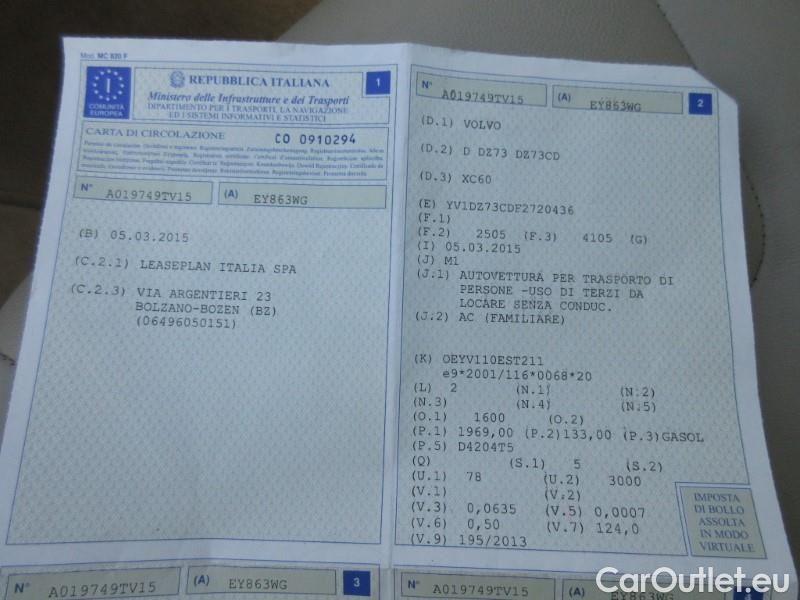 Mod. MC 820 F
I
COMUNITÀ
EUROPEA
REPUBBLICA ITALIANA
1
Ministero delle Infrastrutture e dei Trasporti
DIPARTIMENTO PER I TRASPORTI, LA NAVIGAZIONE
ED I SISTEMI INFORMATIVI E STATISTICI
CARTA DI CIRCOLAZIONE CO 0910294
N° A019749TV15 (A) EY863WG
(B) 05.03.2015
(C.2.1) LEASEPLAN ITALIA SPA
(C.2.3) VIA ARGENTIERI 23
BOLZANO-BOZEN (BZ)
(06496050151)
N° A019749TV15 (A) EY863WG 2
(D.1) VOLVO
(D.2) D DZ73 DZ73CD
(D.3) XC60
(E) YV1DZ73CDF2720436
(F.1)
(F.2) 2505 (F.3) 4105 (G)
(I) 05.03.2015
(J) M1
(J.1) AUTOVETTURA PER TRASPORTO DI
PERSONE -USO DI TERZI DA
LOCARE SENZA CONDUC.
(J.2) AC (FAMILIARE)
(K) OEYV110EST211
e9*2001/116*0068*20
(L) 2 (N.1) (N.2)
(N.3) (N.4) (N.5)
(O.1) 1600 (O.2)
(P.1) 1969,00 (P.2)133,00 (P.3)GASOL
(P.5) D4204T5
(Q) (S.1) 5 (S.2)
(U.1) 78 (U.2) 3000
(V.1) (V.2)
(V.3) 0,0635 (V.5) 0,0007
(V.6) 0,50 (V.7) 124,0
(V.9) 195/2013
IMPOSTA
DI BOLLO
ASSOLTA
IN MODO
VIRTUALE
N° A019749TV15 (A) EY863WG 3
N° A019749TV15 (A) EY863WG 4
CarOutlet.eu